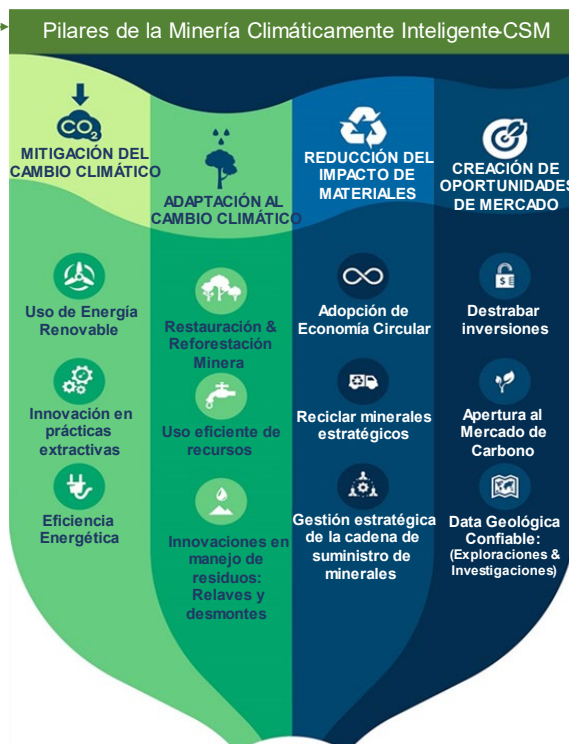 Pilares de la Minería Climáticamente Inteligente-CSM
CO2
MITIGACIÓN DEL
CAMBIO CLIMÁTICO
ADAPTACIÓN AL
CAMBIO CLIMÁTICO
REDUCCIÓN DEL
IMPACTO DE
MATERIALES
CREACIÓN DE
OPORTUNIDADES
DE MERCADO
Uso de Energía
Renovable
Innovación en
prácticas
extractivas
Eficiencia
Energética
Restauración &
Reforestación
Minera
Uso eficiente de
recursos
Innovaciones en
manejo de
residuos:
Relaves y
desmontes
Adopción de
Economía Circular
Reciclar minerales
estratégicos
Gestión estratégica
de la cadena de
suministro de
minerales
$
Destrabar
inversiones
Apertura al
Mercado de
Carbono
Data Geológica
Confiable:
(Exploraciones &
Investigaciones)